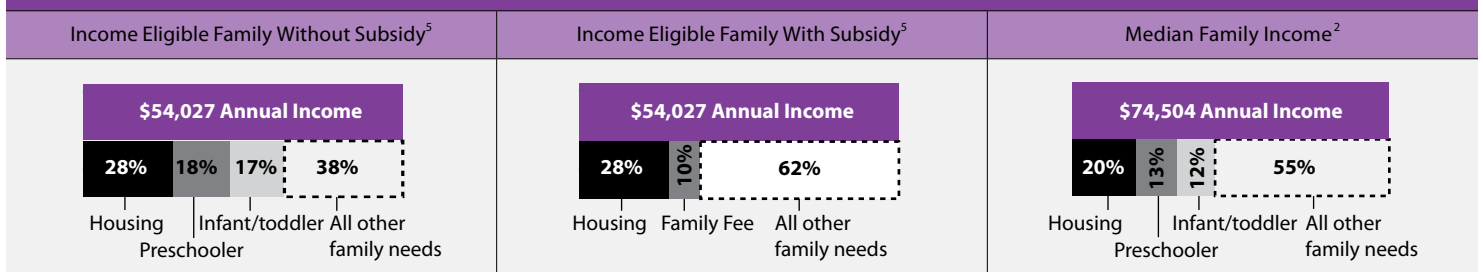 Income Eligible Family Without Subsidy⁵
$54,027 Annual Income
28% 18% 17% 38%
Housing Infant/toddler All other
Preschooler family needs
Income Eligible Family With Subsidy⁵
$54,027 Annual Income
28% 10% 62%
Housing Family Fee All other
family needs
Median Family Income²
$74,504 Annual Income
20% 13% 12% 55%
Housing Infant/toddler All other
Preschooler family needs